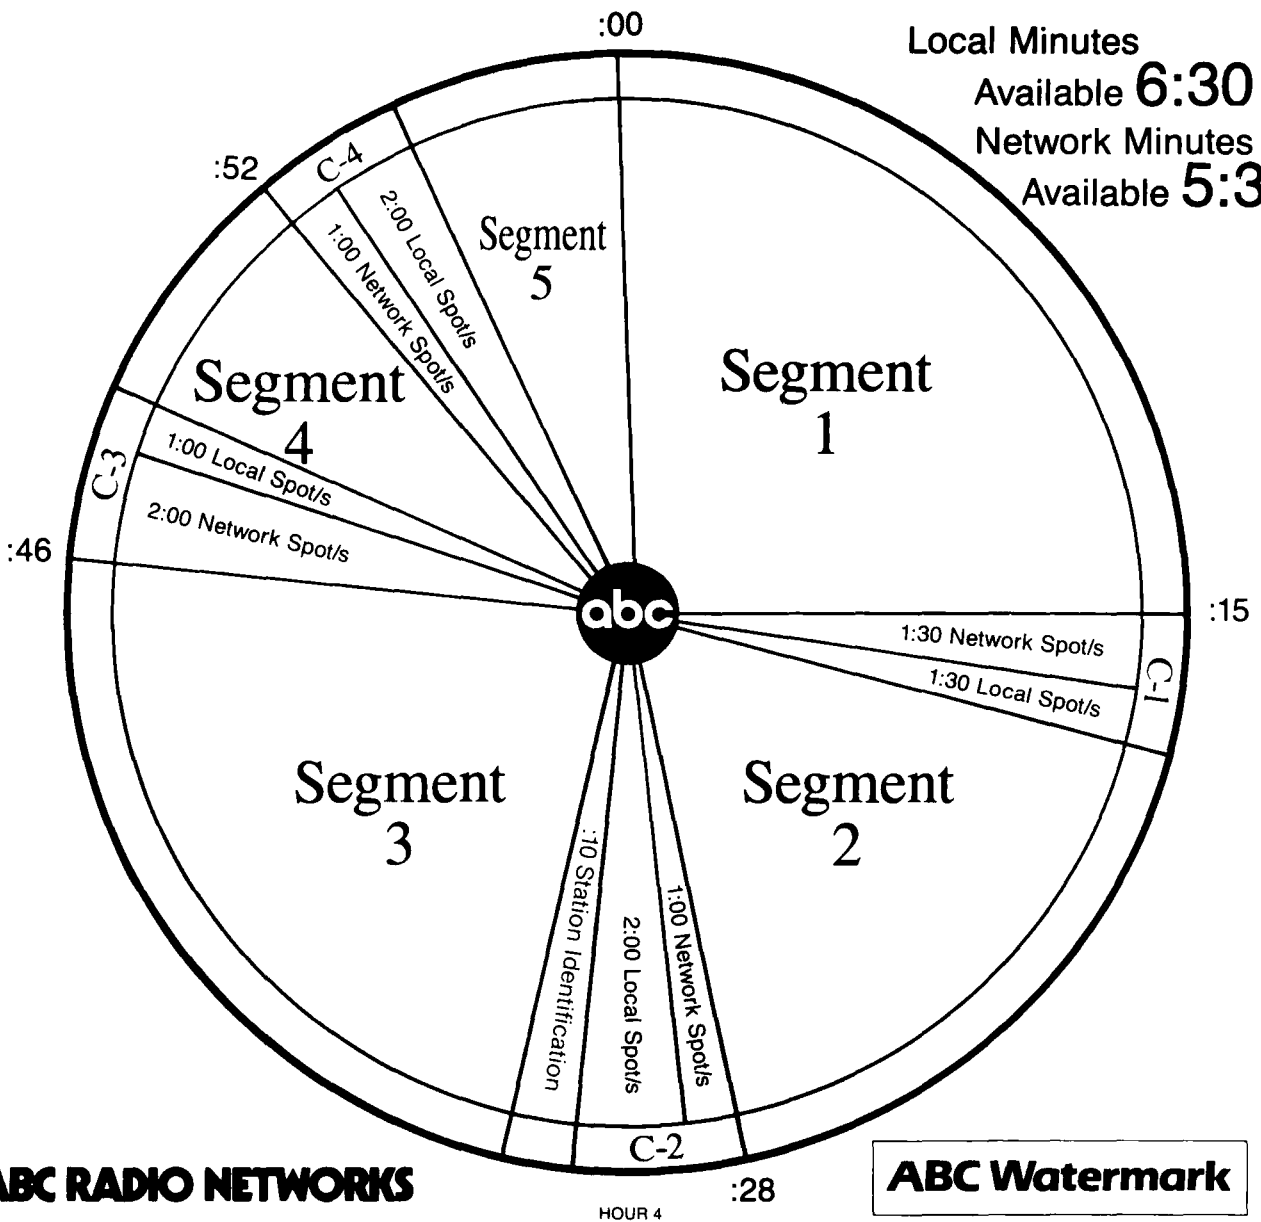 :00
Local Minutes
Available 6:30
Network Minutes
Available 5:3
:52
C-4
2:00 Local Spot/s
1:00 Network Spot/s
Segment
5
Segment
1
Segment
4
C-3
1:00 Local Spot/s
2:00 Network Spot/s
:46
abc
:15
1:30 Network Spot/s
1:30 Local Spot/s
C-1
Segment
3
Segment
2
:10 Station Identification
2:00 Local Spot/s
1:00 Network Spot/s
C-2
:28
ABC RADIO NETWORKS
HOUR 4
ABC Watermark